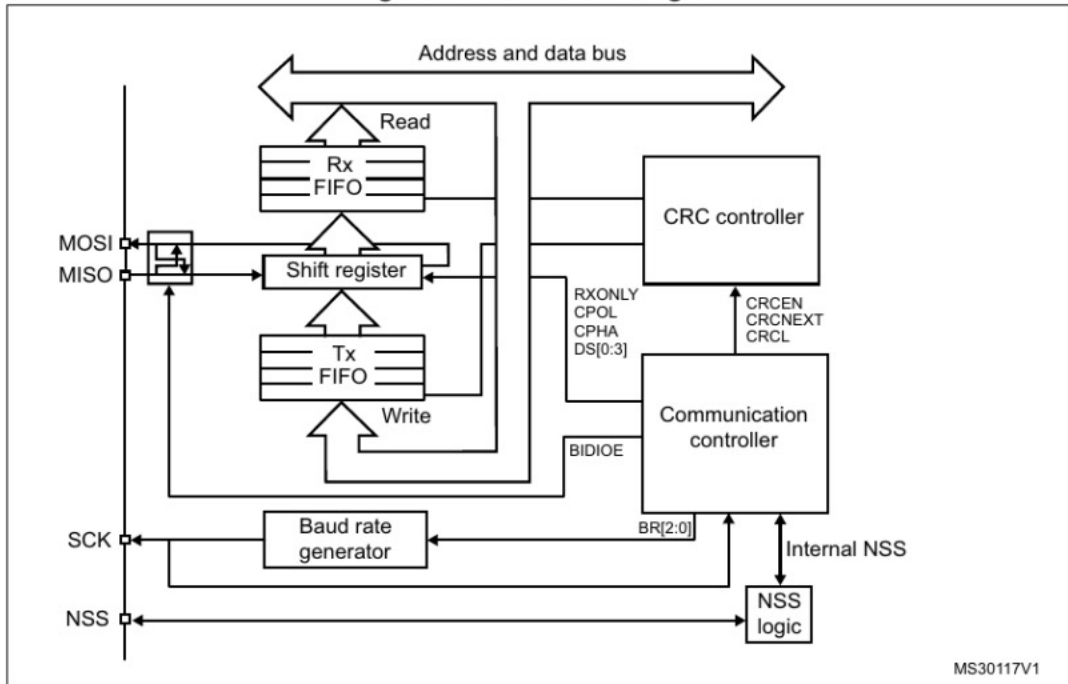 Address and data bus
Read
Rx
FIFO
CRC controller
MOSI
MISO
Shift register
RXONLY
CPOL
CPHA
DS[0:3]
CRCEN
CRCNEXT
CRCL
Tx
FIFO
Write
Communication
controller
BIDIOE
SCK
Baud rate
generator
BR[2:0]
Internal NSS
NSS
NSS
logic
MS30117V1